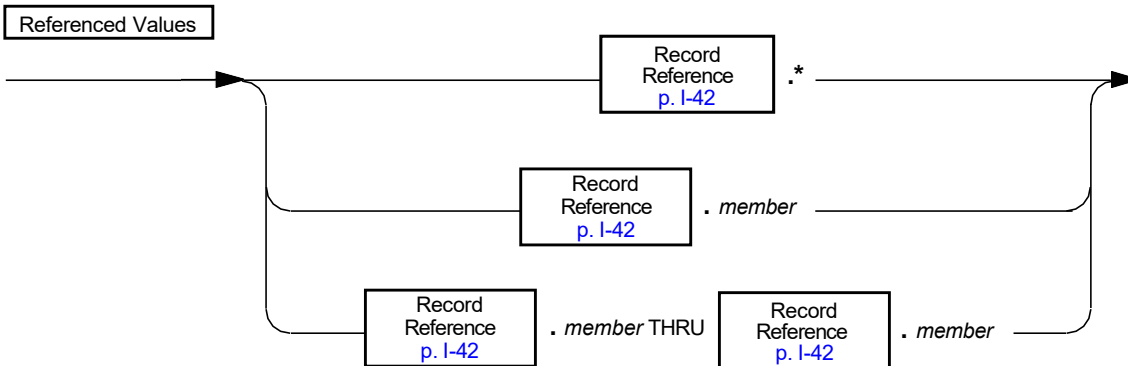 Referenced Values
Record
Reference
p. I-42
.*
Record
Reference
p. I-42
. member
Record
Reference
p. I-42
. member THRU
Record
Reference
p. I-42
. member